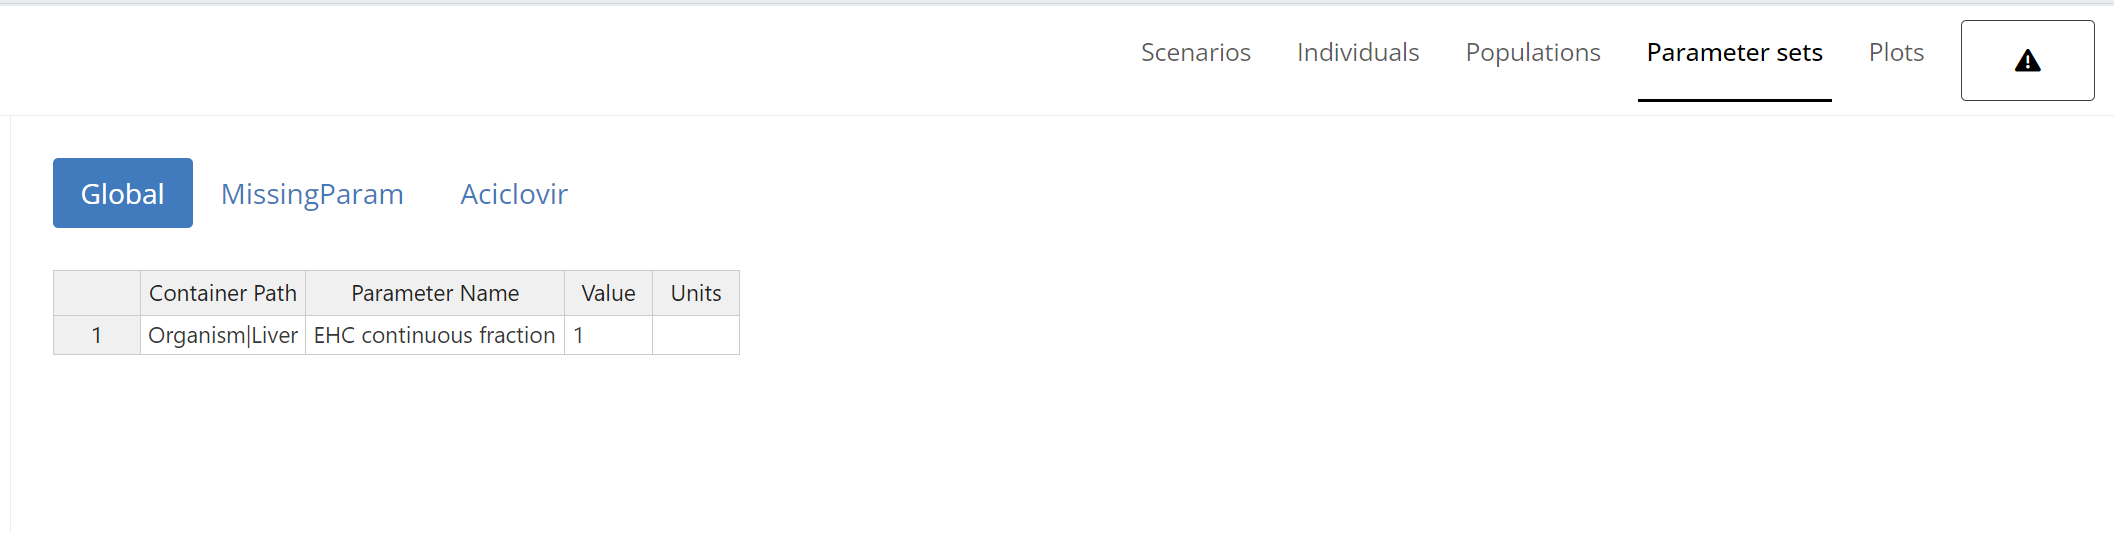 Scenarios Individuals Populations Parameter sets Plots
Global MissingParam Aciclovir
Container Path Parameter Name Value Units
1 Organism|Liver EHC continuous fraction 1